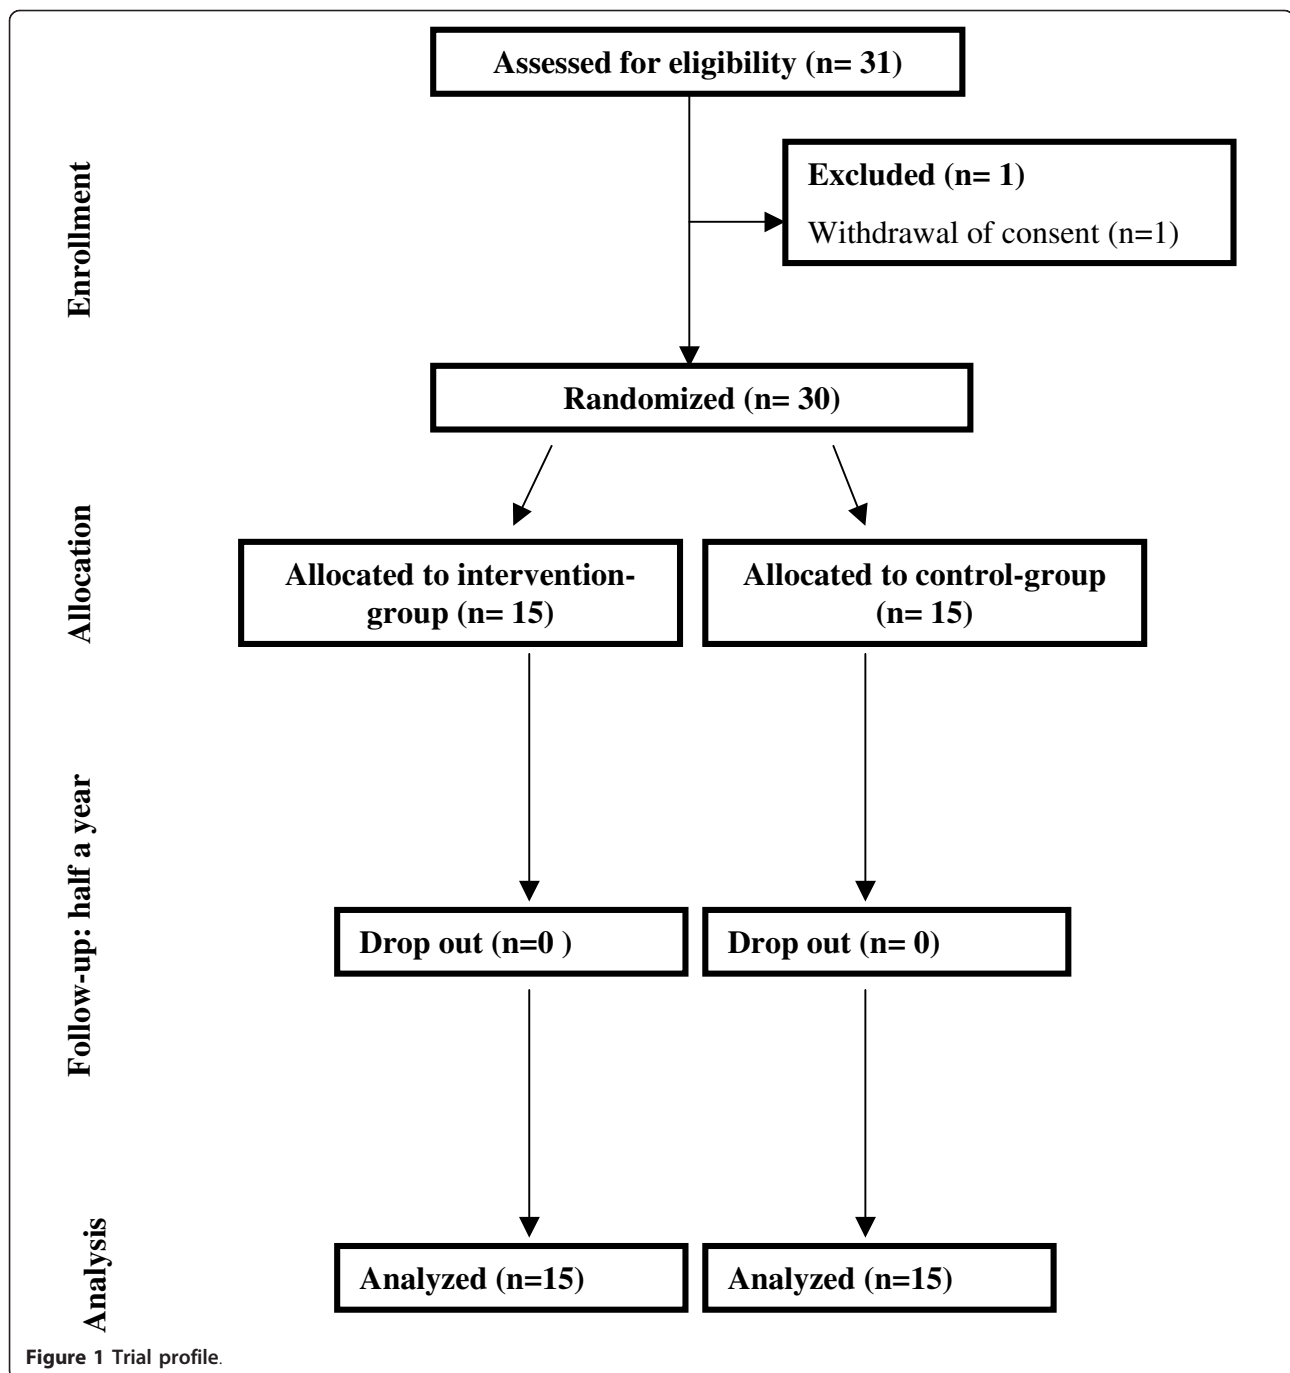 Assessed for eligibility (n= 31)
Enrollment
Excluded (n= 1)
Withdrawal of consent (n=1)
Randomized (n= 30)
Allocation
Allocated to intervention-
group (n= 15)
Allocated to control-group
(n= 15)
Follow-up: half a year
Drop out (n=0 )
Drop out (n= 0)
Analysis
Analyzed (n=15)
Analyzed (n=15)
Figure 1 Trial profile.